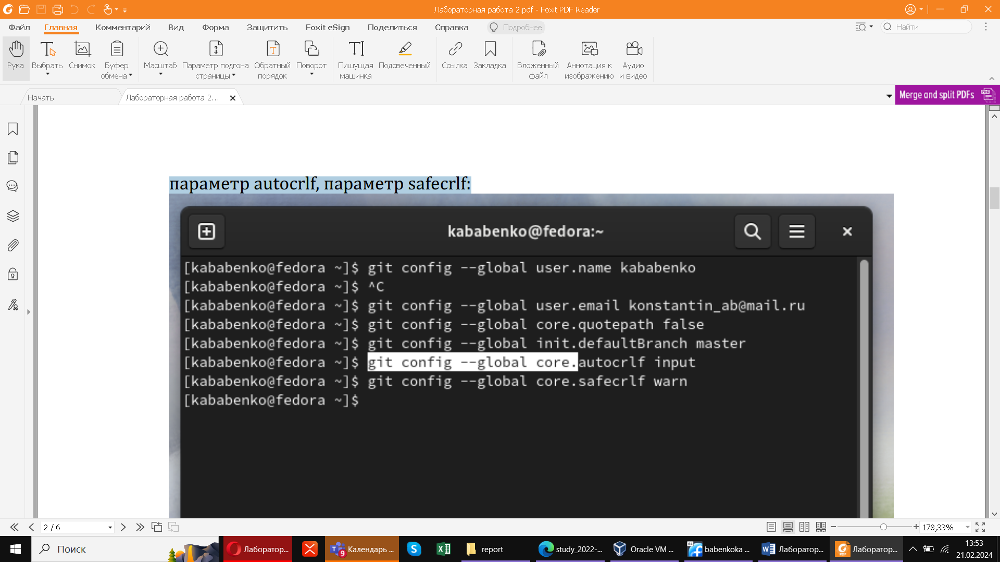 Лабораторная работа 2.pdf - Foxit PDF Reader
Файл Главная Комментарий Вид Форма Защитить Foxit eSign Поделиться Справка Подробнее Найти
Рука Выбрать Снимок Буфер обмена Масштаб Параметр подгона страницы Обратный порядок Поворот Пишущая машинка Подсвеченный Ссылка Закладка Вложенный файл Аннотация к изображению Аудио и видео
Начать Лабораторная работа 2... Merge and split PDFs
параметр autocrlf, параметр safecrlf:
kababenko@fedora:~
[kababenko@fedora ~]$ git config --global user.name kababenko
[kababenko@fedora ~]$ ^C
[kababenko@fedora ~]$ git config --global user.email konstantin_ab@mail.ru
[kababenko@fedora ~]$ git config --global core.quotepath false
[kababenko@fedora ~]$ git config --global init.defaultBranch master
[kababenko@fedora ~]$ git config --global core.autocrlf input
[kababenko@fedora ~]$ git config --global core.safecrlf warn
[kababenko@fedora ~]$
2 / 6 178,33%
Поиск Лаборатор... Календарь ... 9 report study_2022-... Oracle VM ... 64 babenkoka ... Лаборатор... Лаборатор... 13:53
21.02.2024